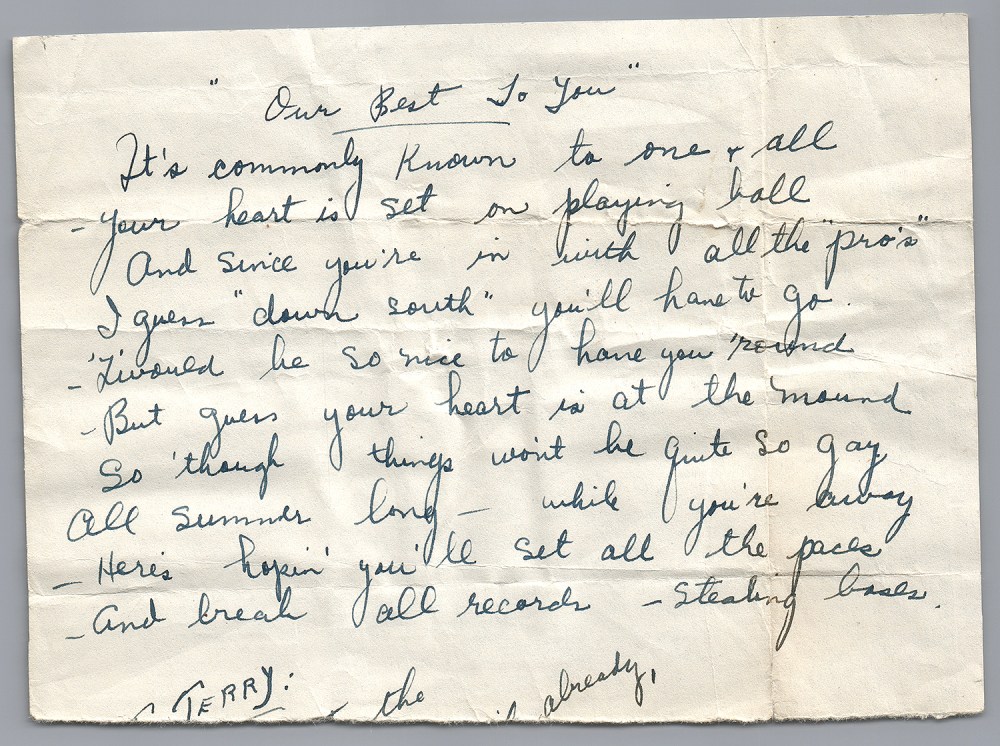 "Our Best To You"
It's commonly known to one + all
- Your heart is set on playing ball
And since you're in with all the "pro's"
I guess "down south" you'll have to go.
- 'Twould be so nice to have you 'round
- But guess your heart is at the mound
So 'though things won't be quite so gay
All summer long - while you're away
- Here's hopin' you'll set all the paces
- And break all records - stealing bases.
TERRY:
the already,